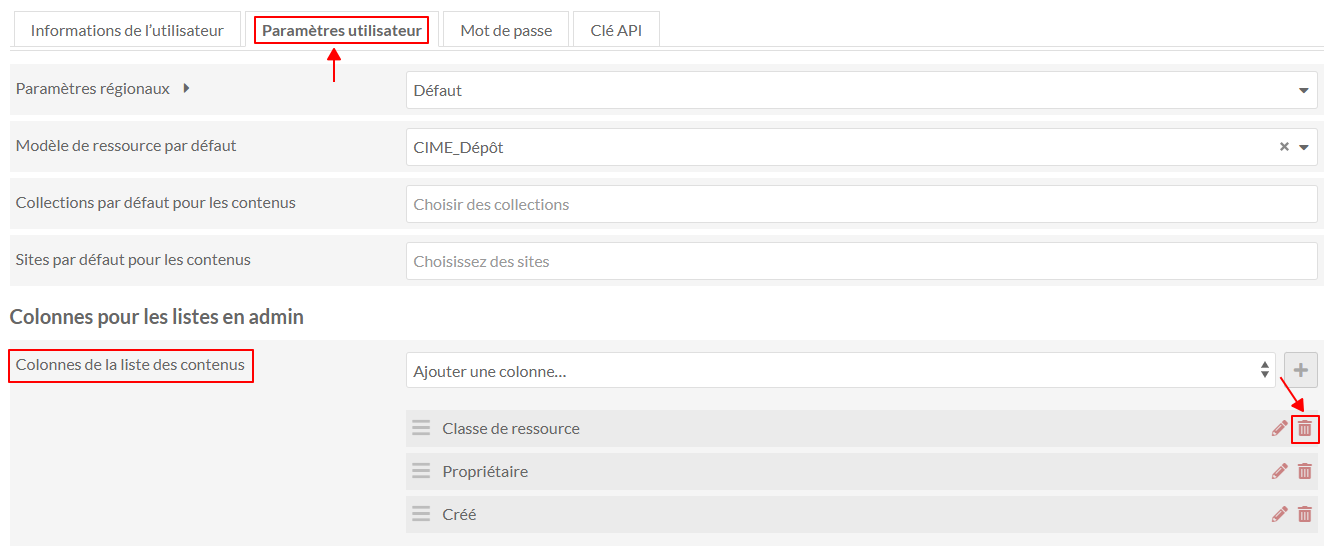 Informations de l’utilisateur
Paramètres utilisateur
Mot de passe
Clé API
Paramètres régionaux
Défaut
Modèle de ressource par défaut
CIME_Dépôt
Collections par défaut pour les contenus
Choisir des collections
Sites par défaut pour les contenus
Choisissez des sites
Colonnes pour les listes en admin
Colonnes de la liste des contenus
Ajouter une colonne...
Classe de ressource
Propriétaire
Créé